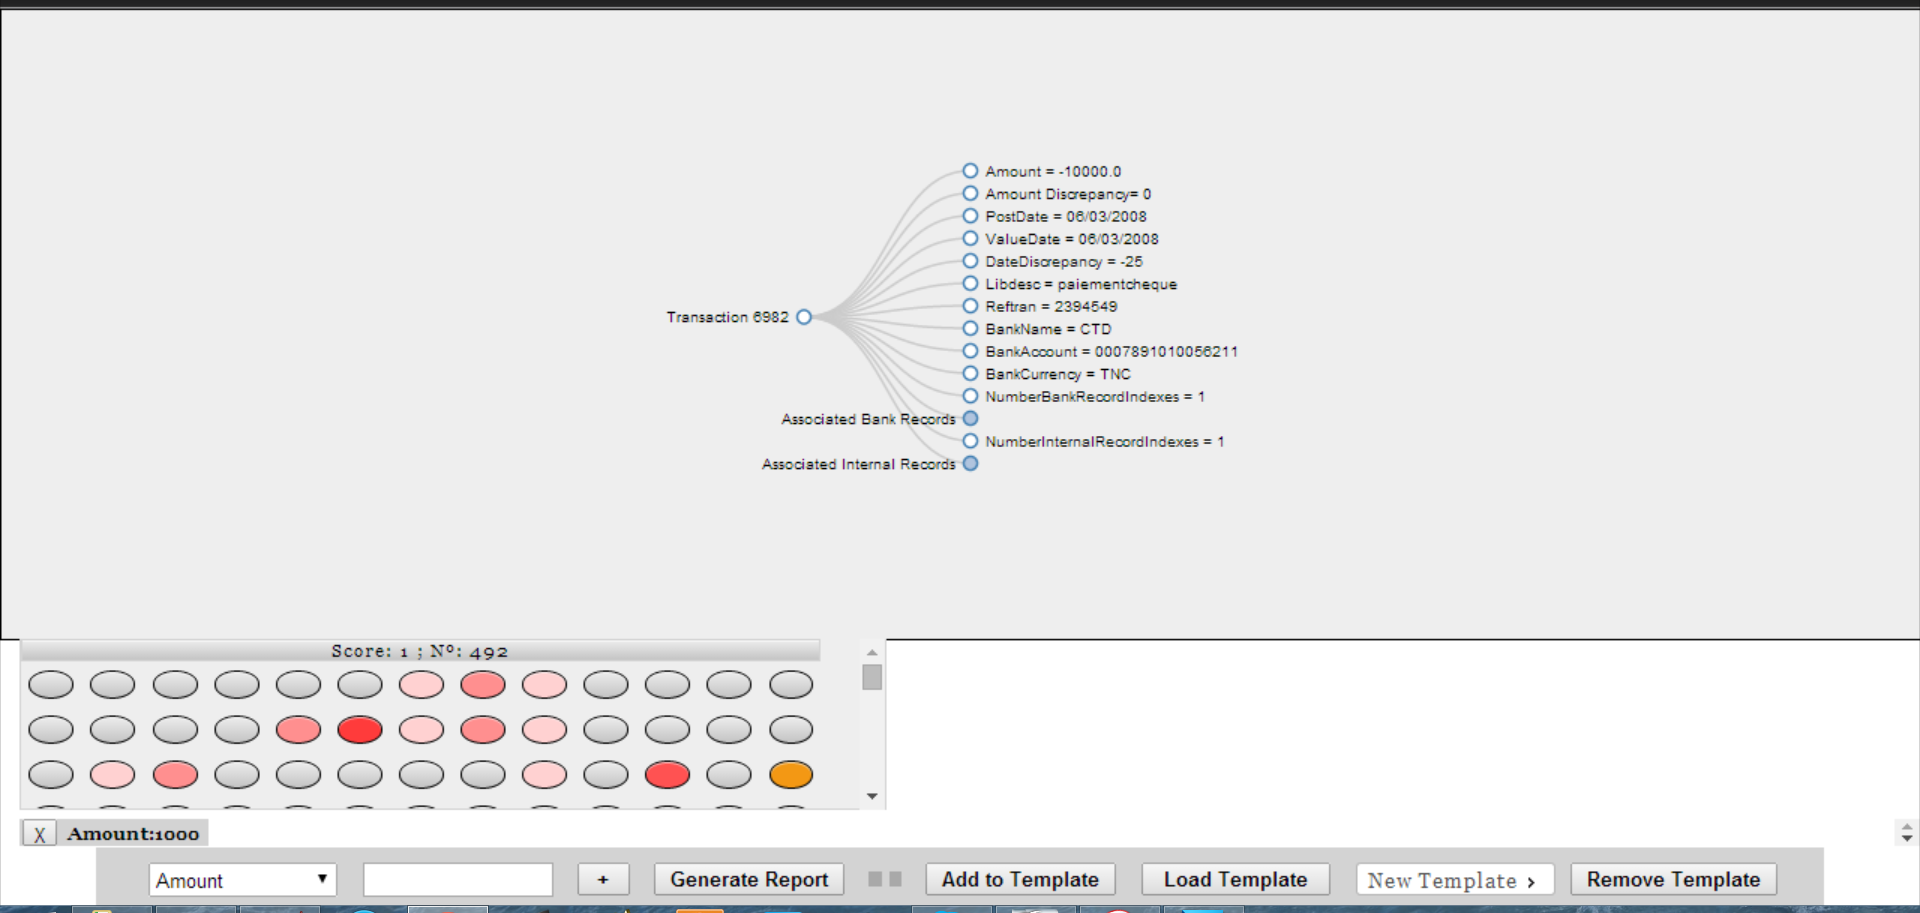 Amount = -10000.0
Amount Discrepancy= 0
PostDate = 06/03/2008
ValueDate = 06/03/2008
DateDiscrepancy = -25
Libdesc = paiementcheque
Reftran = 2394549
Transaction 6982
BankName = CTD
BankAccount = 0007891010056211
BankCurrency = TNC
NumberBankRecordIndexes = 1
Associated Bank Records
NumberInternalRecordIndexes = 1
Associated Internal Records
Score: 1 ; Nº: 492
X Amount:1000
Amount + Generate Report Add to Template Load Template New Template › Remove Template